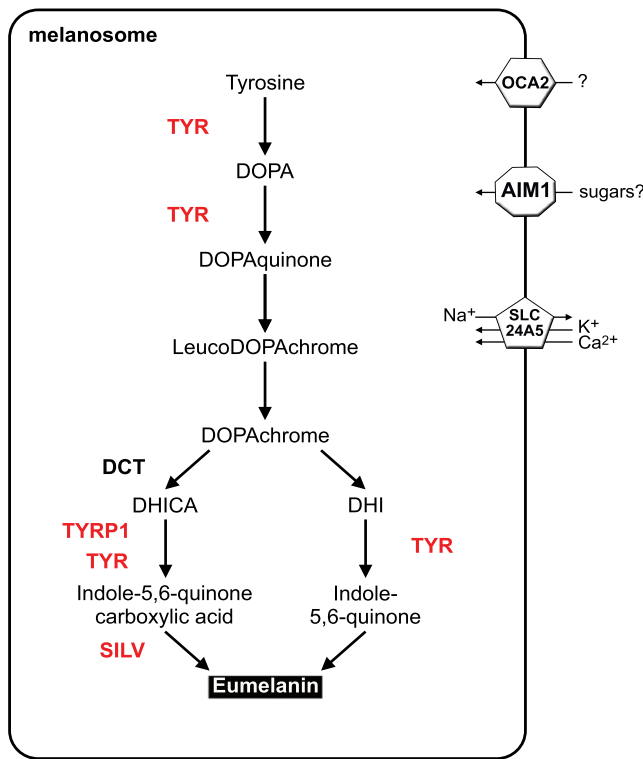 melanosome
Tyrosine
TYR
DOPA
TYR
DOPAquinone
LeucoDOPAchrome
DOPAchrome
DCT
DHICA
DHI
TYRP1
TYR
TYR
Indole-5,6-quinone
carboxylic acid
Indole-
5,6-quinone
SILV
Eumelanin
OCA2
?
AIM1
sugars?
Na⁺
SLC
24A5
K⁺
Ca²⁺